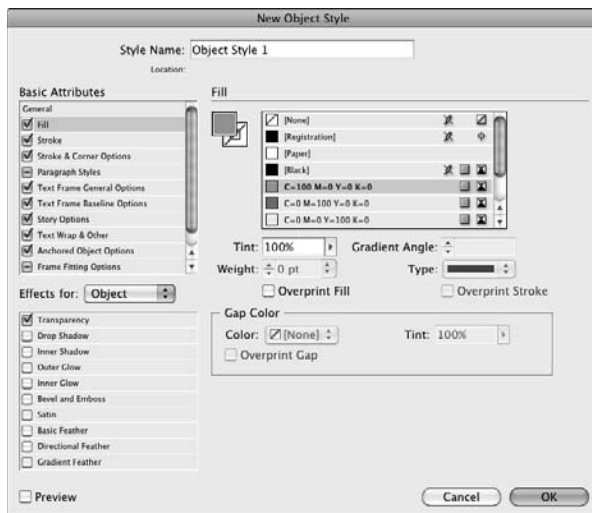 New Object Style
Style Name: Object Style 1
Location:
Basic Attributes
General
Fill
Stroke
Stroke & Corner Options
Paragraph Styles
Text Frame General Options
Text Frame Baseline Options
Story Options
Text Wrap & Other
Anchored Object Options
Frame Fitting Options
Effects for: Object
Transparency
Drop Shadow
Inner Shadow
Outer Glow
Inner Glow
Bevel and Emboss
Satin
Basic Feather
Directional Feather
Gradient Feather
Preview
Fill
[None]
[Registration]
[Paper]
[Black]
C=100 M=0 Y=0 K=0
C=0 M=100 Y=0 K=0
C=0 M=0 Y=100 K=0
Tint: 100% Gradient Angle:
Weight: 0 pt Type:
Overprint Fill Overprint Stroke
Gap Color
Color: [None] Tint: 100%
Overprint Gap
Cancel OK